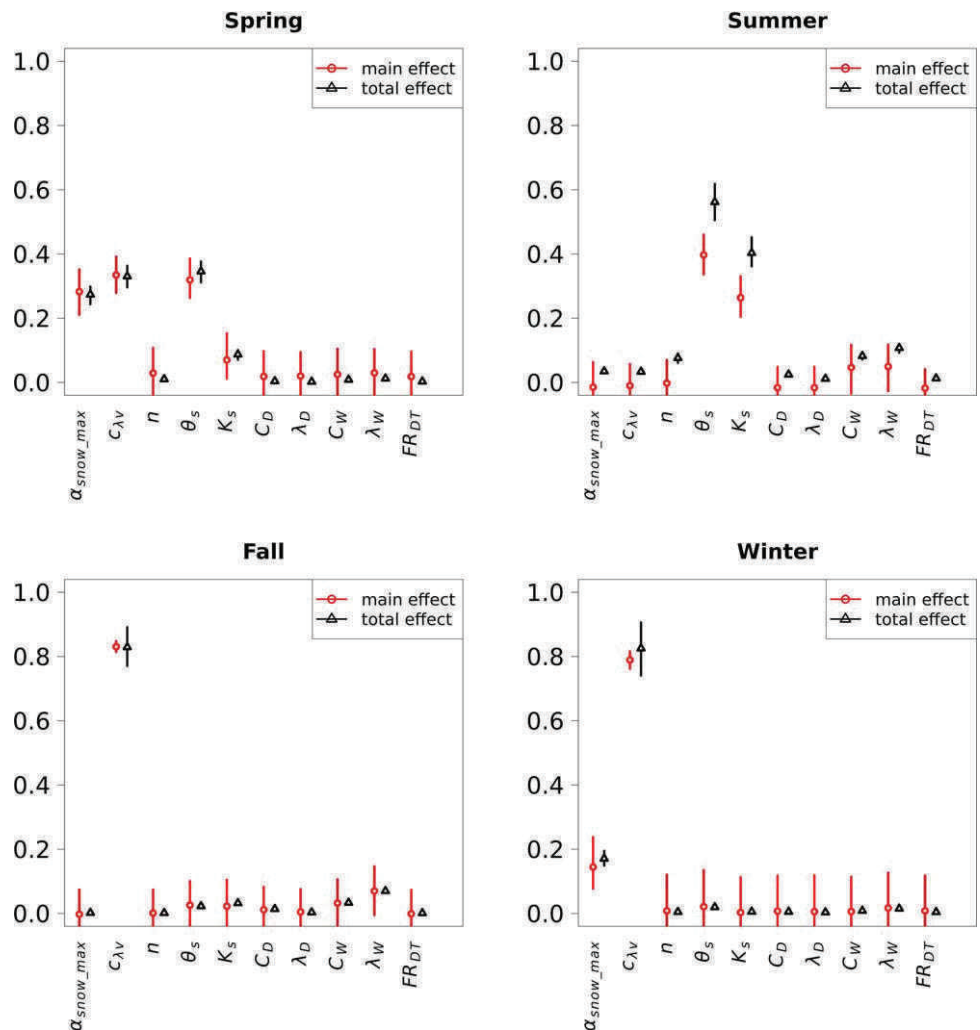 Spring
1.0
0.8
0.6
0.4
0.2
0.0
main effect
total effect
α_snow_max
c_λv
n
θ_s
K_s
C_D
λ_D
C_W
λ_W
FR_DT
Summer
1.0
0.8
0.6
0.4
0.2
0.0
main effect
total effect
α_snow_max
c_λv
n
θ_s
K_s
C_D
λ_D
C_W
λ_W
FR_DT
Fall
1.0
0.8
0.6
0.4
0.2
0.0
main effect
total effect
α_snow_max
c_λv
n
θ_s
K_s
C_D
λ_D
C_W
λ_W
FR_DT
Winter
1.0
0.8
0.6
0.4
0.2
0.0
main effect
total effect
α_snow_max
c_λv
n
θ_s
K_s
C_D
λ_D
C_W
λ_W
FR_DT